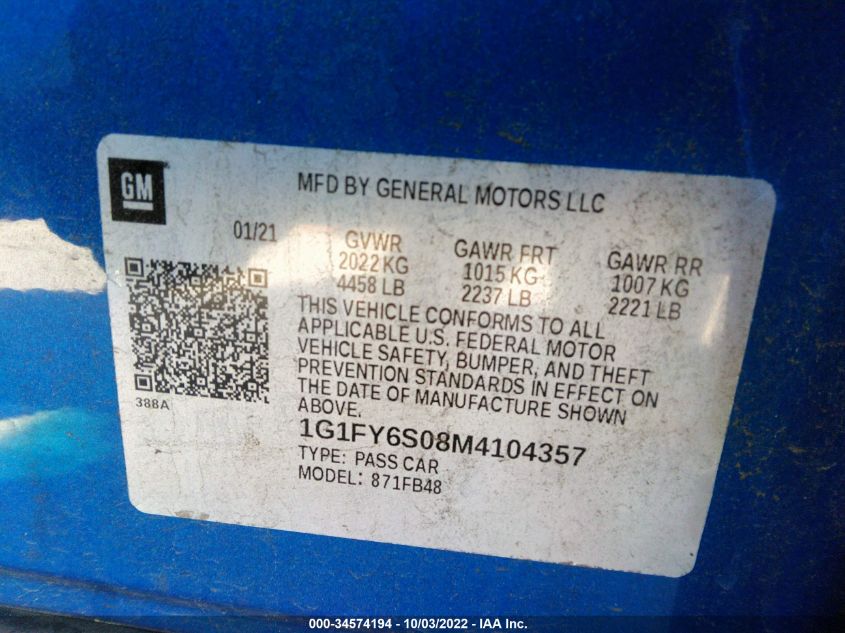 GM
MFD BY GENERAL MOTORS LLC
01/21
GVWR
2022 KG
4458 LB
GAWR FRT
1015 KG
2237 LB
GAWR RR
1007 KG
2221 LB
THIS VEHICLE CONFORMS TO ALL
APPLICABLE U.S. FEDERAL MOTOR
VEHICLE SAFETY, BUMPER, AND THEFT
PREVENTION STANDARDS IN EFFECT ON
THE DATE OF MANUFACTURE SHOWN
ABOVE.
388A
1G1FY6S08M4104357
TYPE: PASS CAR
MODEL: 871FB48
000-34574194 - 10/03/2022 - IAA Inc.